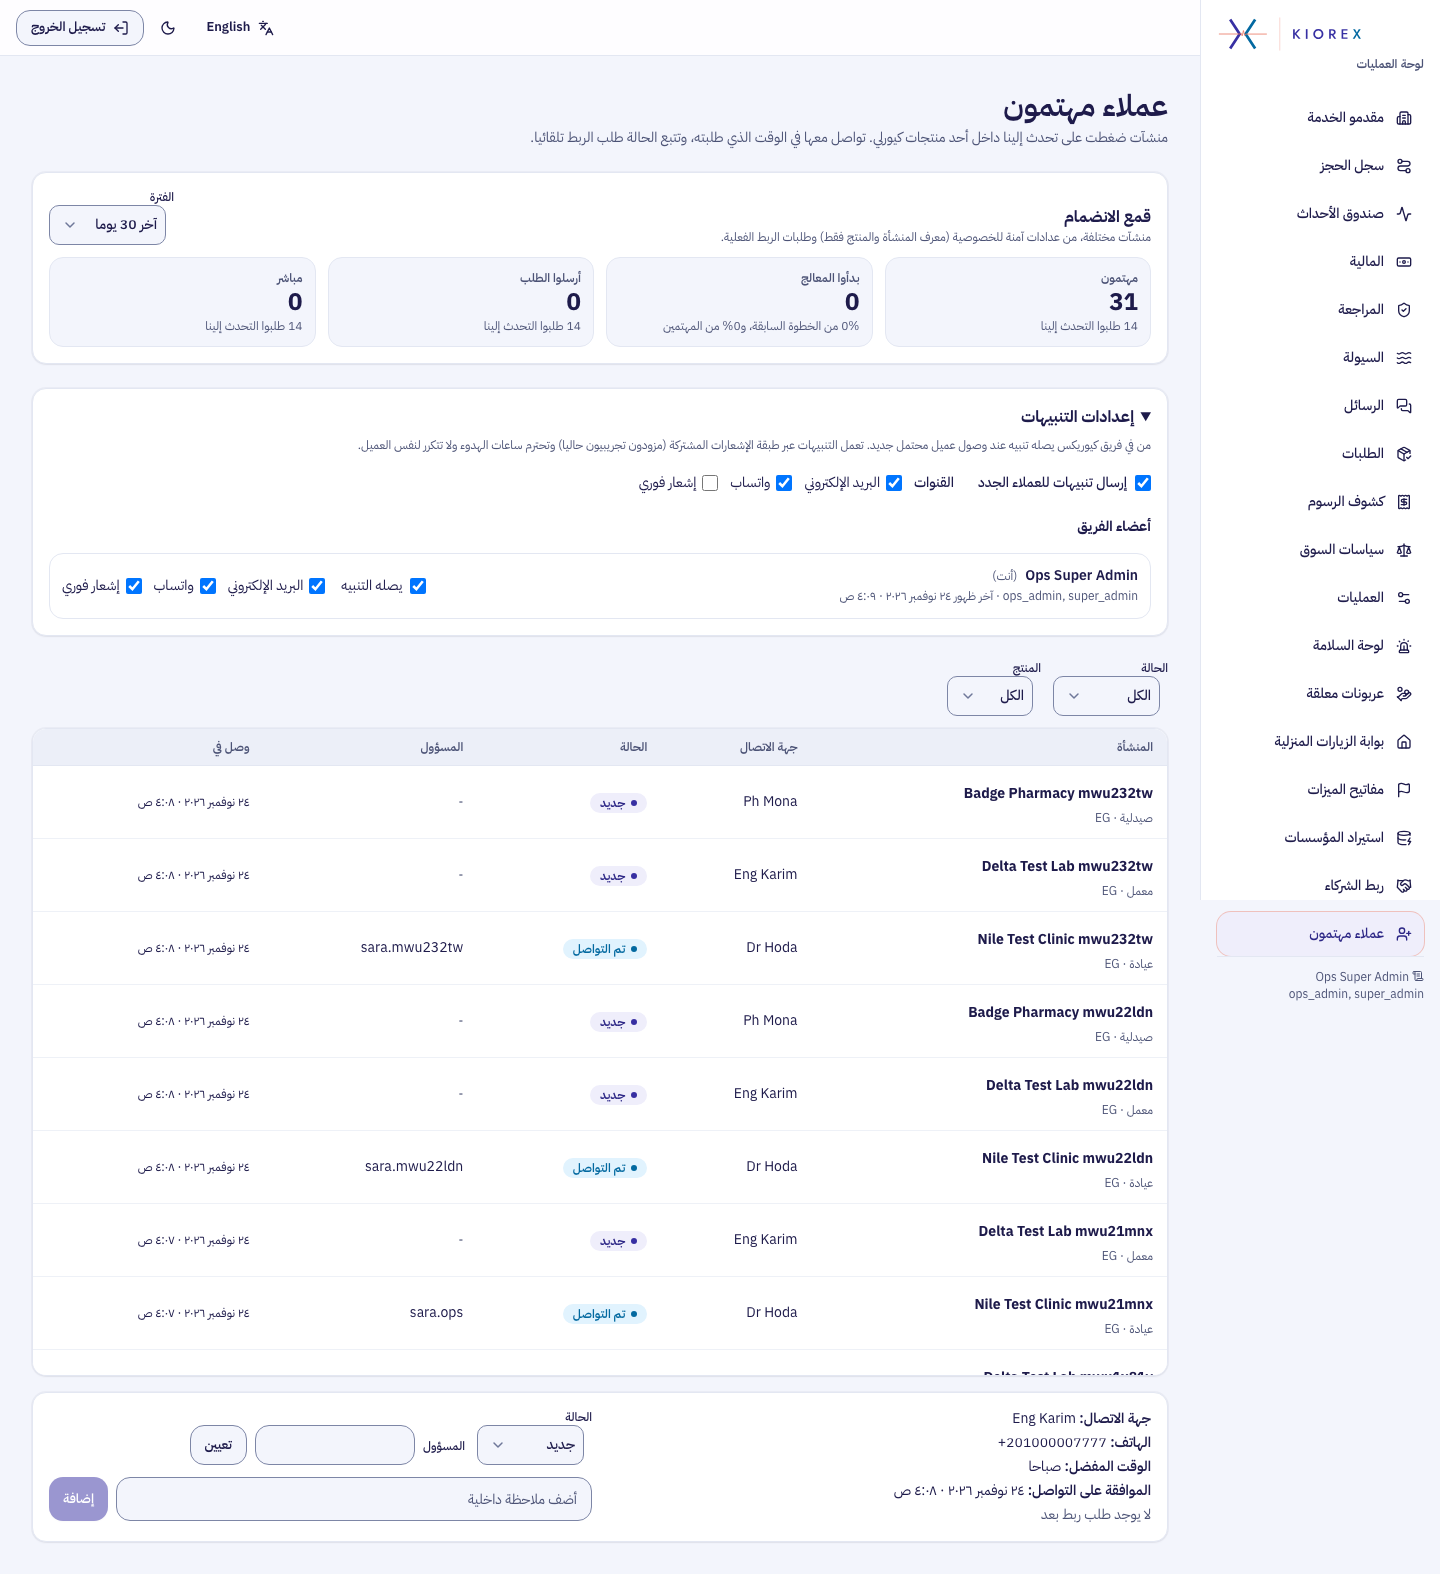 KIOREX
لوحة العمليات
مقدمو الخدمة
سجل الحجز
صندوق الأحداث
المالية
المراجعة
السيولة
الرسائل
الطلبات
كشوف الرسوم
سياسات السوق
العمليات
لوحة السلامة
عربونات معلقة
بوابة الزيارات المنزلية
مفاتيح الميزات
استيراد المؤسسات
ربط الشركاء
عملاء مهتمون
Ops Super Admin
ops_admin, super_admin
English
تسجيل الخروج
عملاء مهتمون
منشآت ضغطت على تحدث إلينا داخل أحد منتجات كيورلي. تواصل معها في الوقت الذي طلبته، وتتبع الحالة طلب الربط تلقائيا.
قمع الانضمام
منشآت مختلفة، من عدادات آمنة للخصوصية (معرف المنشأة والمنتج فقط) وطلبات الربط الفعلية.
الفترة
آخر 30 يوما
مهتمون
31
14 طلبوا التحدث إلينا
بدأوا المعالج
0
0% من الخطوة السابقة، و0% من المهتمين
أرسلوا الطلب
0
14 طلبوا التحدث إلينا
مباشر
0
14 طلبوا التحدث إلينا
▼ إعدادات التنبيهات
من في فريق كيوريكس يصله تنبيه عند وصول عميل محتمل جديد. تعمل التنبيهات عبر طبقة الإشعارات المشتركة (مزودون تجريبيون حاليا) وتحترم ساعات الهدوء ولا تتكرر لنفس العميل.
إرسال تنبيهات للعملاء الجدد القنوات البريد الإلكتروني واتساب إشعار فوري
أعضاء الفريق
Ops Super Admin (أنت)
ops_admin, super_admin · آخر ظهور ٢٤ نوفمبر ٢٠٢٦ · ٤:٠٩ ص
يصله التنبيه البريد الإلكتروني واتساب إشعار فوري
الحالة
الكل
المنتج
الكل
المنشأة جهة الاتصال الحالة المسؤول وصل في
Badge Pharmacy mwu232tw
صيدلية · EG
Ph Mona جديد - ٢٤ نوفمبر ٢٠٢٦ · ٤:٠٨ ص
Delta Test Lab mwu232tw
معمل · EG
Eng Karim جديد - ٢٤ نوفمبر ٢٠٢٦ · ٤:٠٨ ص
Nile Test Clinic mwu232tw
عيادة · EG
Dr Hoda تم التواصل sara.mwu232tw ٢٤ نوفمبر ٢٠٢٦ · ٤:٠٨ ص
Badge Pharmacy mwu22ldn
صيدلية · EG
Ph Mona جديد - ٢٤ نوفمبر ٢٠٢٦ · ٤:٠٨ ص
Delta Test Lab mwu22ldn
معمل · EG
Eng Karim جديد - ٢٤ نوفمبر ٢٠٢٦ · ٤:٠٨ ص
Nile Test Clinic mwu22ldn
عيادة · EG
Dr Hoda تم التواصل sara.mwu22ldn ٢٤ نوفمبر ٢٠٢٦ · ٤:٠٨ ص
Delta Test Lab mwu21mnx
معمل · EG
Eng Karim جديد - ٢٤ نوفمبر ٢٠٢٦ · ٤:٠٧ ص
Nile Test Clinic mwu21mnx
عيادة · EG
Dr Hoda تم التواصل sara.ops ٢٤ نوفمبر ٢٠٢٦ · ٤:٠٧ ص
Delta Test Lab
جهة الاتصال: Eng Karim
الهاتف: 201000007777+
الوقت المفضل: صباحا
الموافقة على التواصل: ٢٤ نوفمبر ٢٠٢٦ · ٤:٠٨ ص
لا يوجد طلب ربط بعد
الحالة
جديد
المسؤول
تعيين
أضف ملاحظة داخلية
إضافة